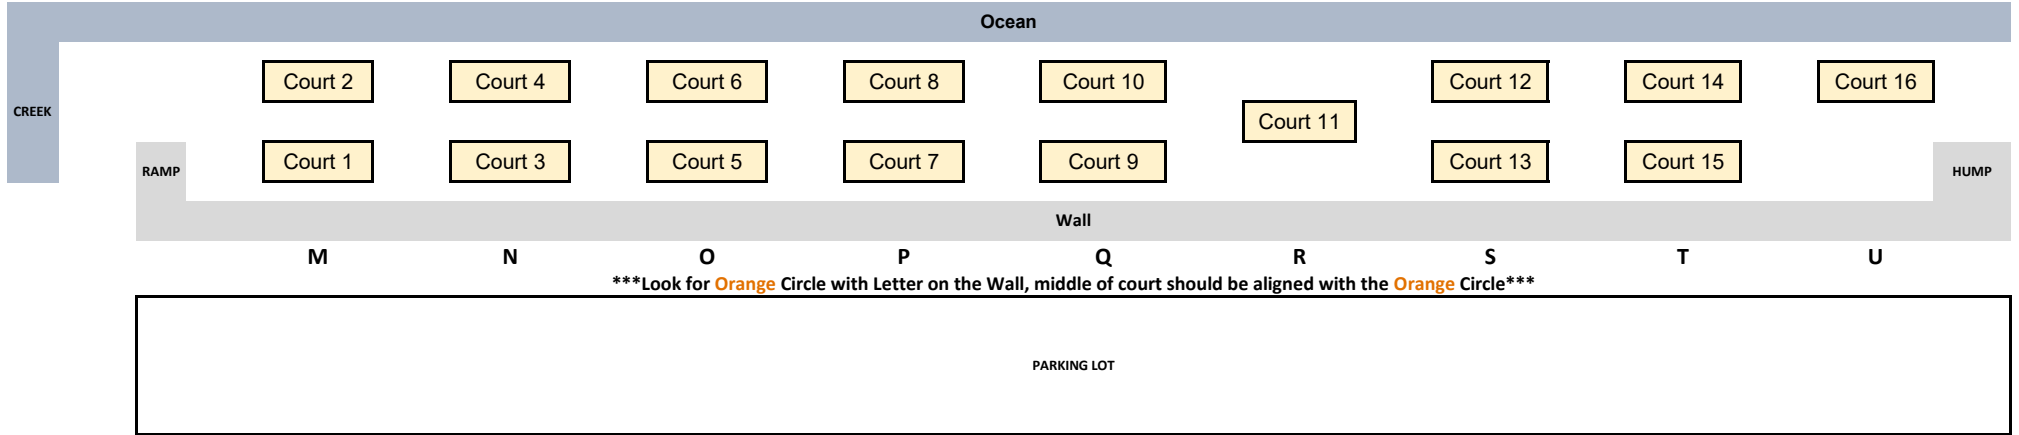 Ocean
Court 2 Court 4 Court 6 Court 8 Court 10 Court 12 Court 14 Court 16
CREEK
Court 11
Court 1 Court 3 Court 5 Court 7 Court 9 Court 13 Court 15
RAMP
HUMP
Wall
M N O P Q R S T U
***Look for Orange Circle with Letter on the Wall, middle of court should be aligned with the Orange Circle***
PARKING LOT